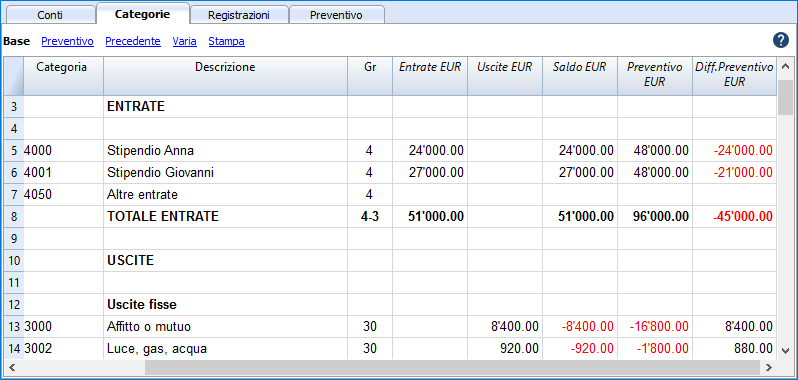 Conti Categorie Registrazioni Preventivo
Base Preventivo Precedente Varia Stampa ?
Categoria Descrizione Gr Entrate EUR Uscite EUR Saldo EUR Preventivo EUR Diff.Preventivo EUR
3 ENTRATE
4
5 4000 Stipendio Anna 4 24'000.00 24'000.00 48'000.00 -24'000.00
6 4001 Stipendio Giovanni 4 27'000.00 27'000.00 48'000.00 -21'000.00
7 4050 Altre entrate 4
8 TOTALE ENTRATE 4-3 51'000.00 51'000.00 96'000.00 -45'000.00
9
10 USCITE
11
12 Uscite fisse
13 3000 Affitto o mutuo 30 8'400.00 -8'400.00 -16'800.00 8'400.00
14 3002 Luce, gas, acqua 30 920.00 -920.00 -1'800.00 880.00